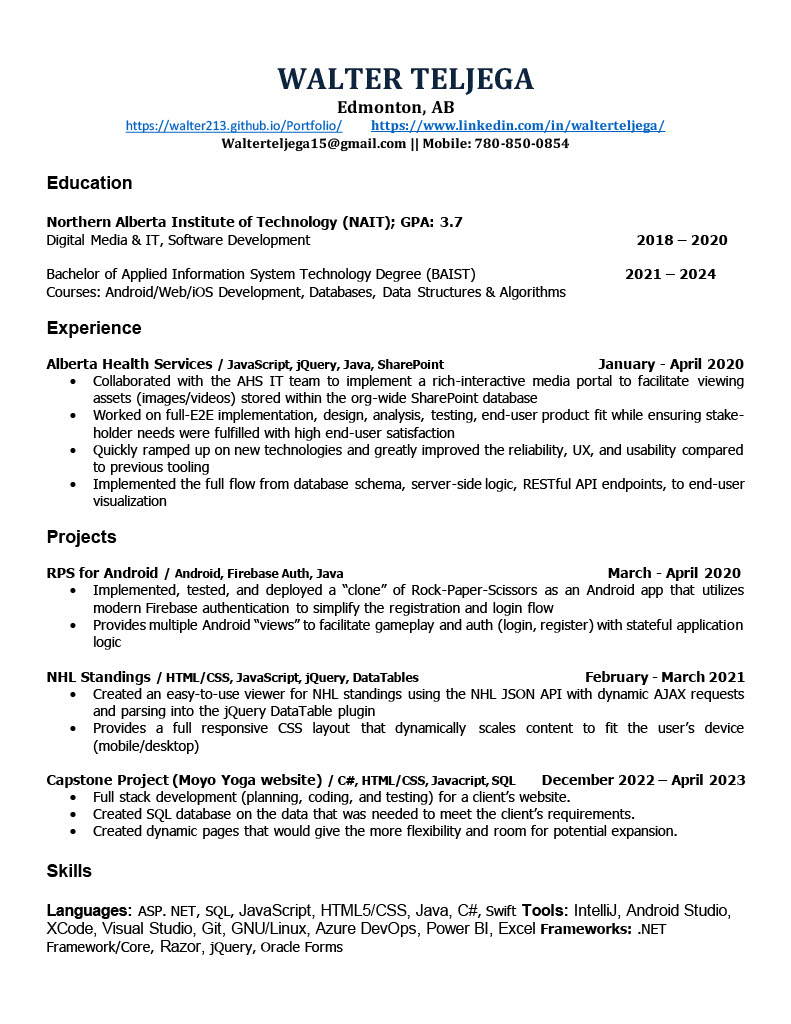 WALTER TELJEGA
Edmonton, AB
https://walter213.github.io/Portfolio/ https://www.linkedin.com/in/walterteljega/
Walterteljega15@gmail.com || Mobile: 780-850-0854
Education
Northern Alberta Institute of Technology (NAIT); GPA: 3.7
Digital Media & IT, Software Development 2018 – 2020
Bachelor of Applied Information System Technology Degree (BAIST) 2021 – 2024
Courses: Android/Web/iOS Development, Databases, Data Structures & Algorithms
Experience
Alberta Health Services / JavaScript, jQuery, Java, SharePoint January - April 2020
• Collaborated with the AHS IT team to implement a rich-interactive media portal to facilitate viewing
assets (images/videos) stored within the org-wide SharePoint database
• Worked on full-E2E implementation, design, analysis, testing, end-user product fit while ensuring stake-
holder needs were fulfilled with high end-user satisfaction
• Quickly ramped up on new technologies and greatly improved the reliability, UX, and usability compared
to previous tooling
• Implemented the full flow from database schema, server-side logic, RESTful API endpoints, to end-user
visualization
Projects
RPS for Android / Android, Firebase Auth, Java March - April 2020
• Implemented, tested, and deployed a “clone” of Rock-Paper-Scissors as an Android app that utilizes
modern Firebase authentication to simplify the registration and login flow
• Provides multiple Android “views” to facilitate gameplay and auth (login, register) with stateful application
logic
NHL Standings / HTML/CSS, JavaScript, jQuery, DataTables February - March 2021
• Created an easy-to-use viewer for NHL standings using the NHL JSON API with dynamic AJAX requests
and parsing into the jQuery DataTable plugin
• Provides a full responsive CSS layout that dynamically scales content to fit the user’s device
(mobile/desktop)
Capstone Project (Moyo Yoga website) / C#, HTML/CSS, Javacript, SQL December 2022 – April 2023
• Full stack development (planning, coding, and testing) for a client’s website.
• Created SQL database on the data that was needed to meet the client’s requirements.
• Created dynamic pages that would give the more flexibility and room for potential expansion.
Skills
Languages: ASP. NET, SQL, JavaScript, HTML5/CSS, Java, C#, Swift Tools: IntelliJ, Android Studio,
XCode, Visual Studio, Git, GNU/Linux, Azure DevOps, Power BI, Excel Frameworks: .NET
Framework/Core, Razor, jQuery, Oracle Forms